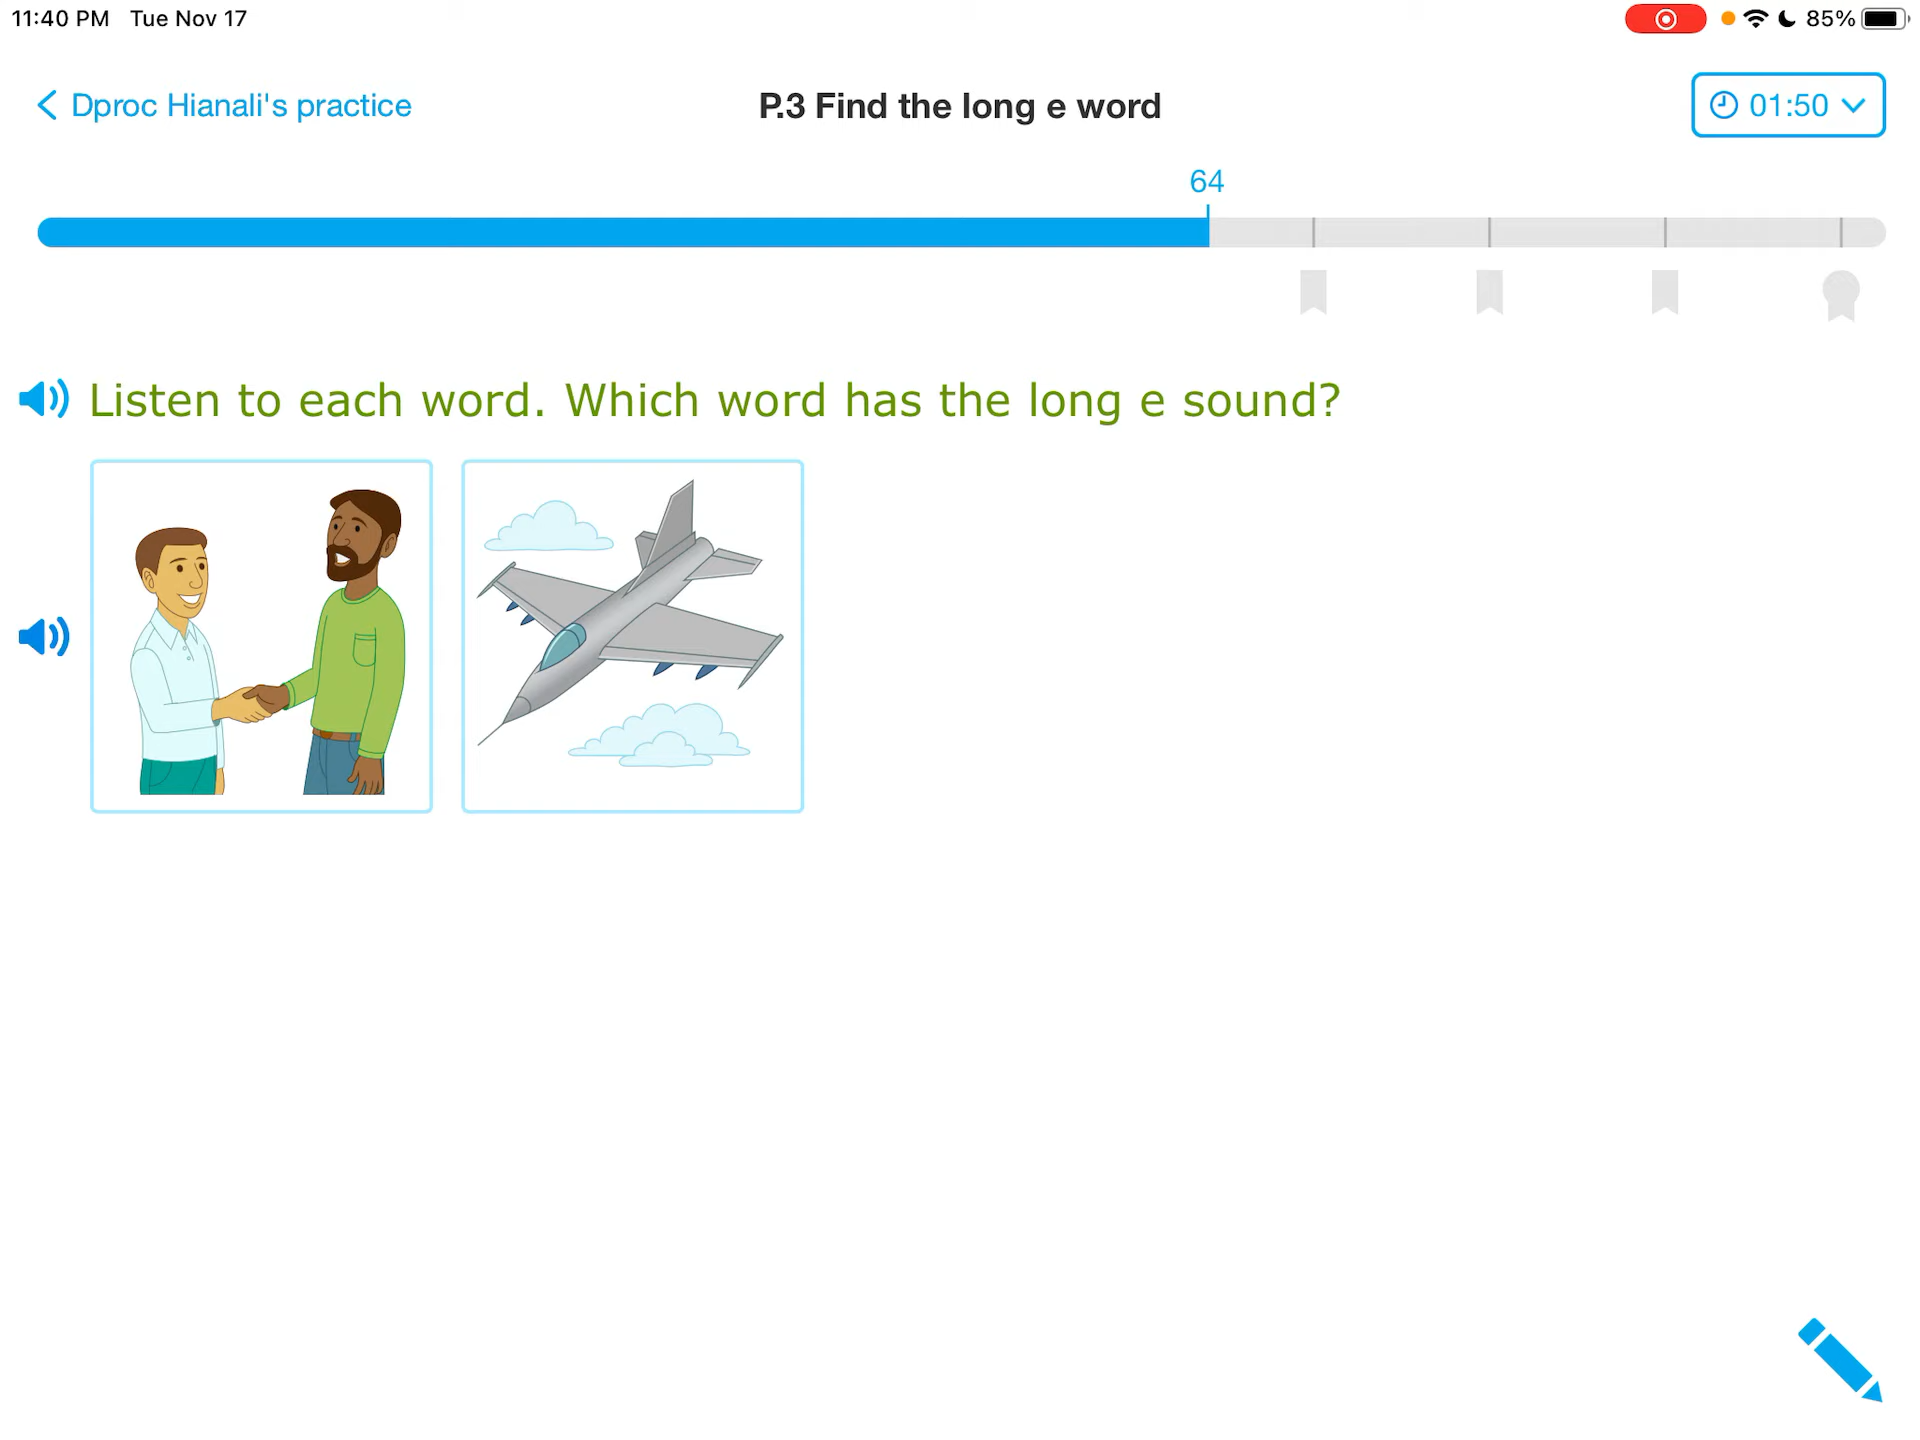 11:40 PM Tue Nov 17
85%
Dproc Hianali's practice
P.3 Find the long e word
01:50
64
Listen to each word. Which word has the long e sound?